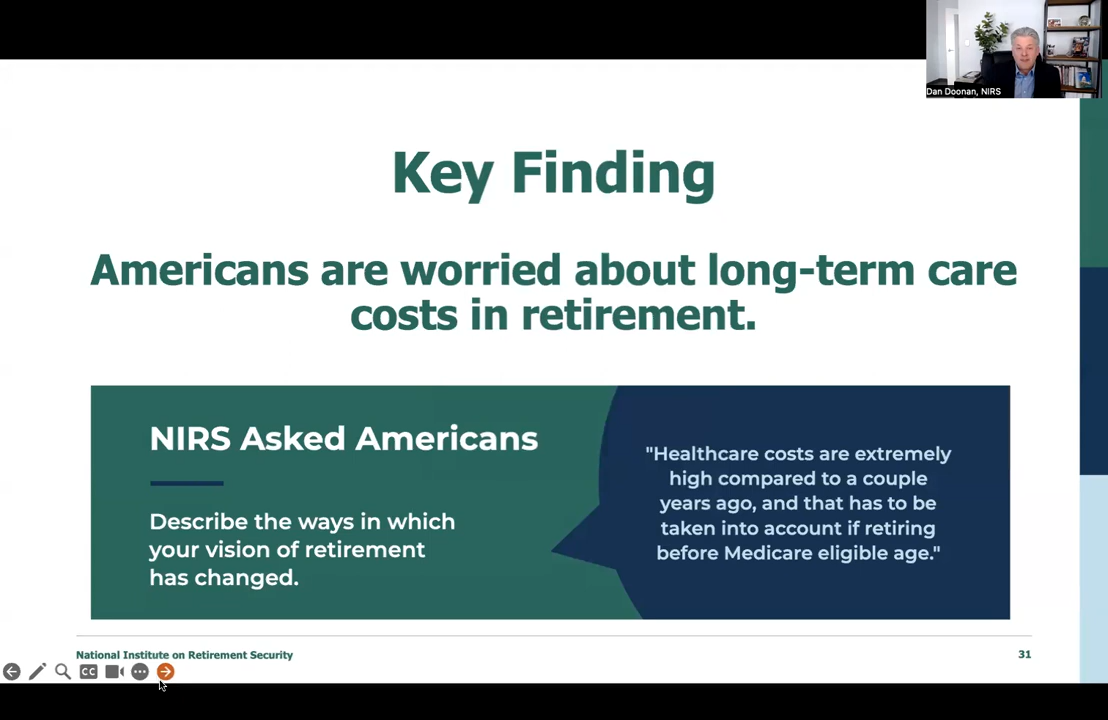 Dan Doonan, NIRS
Key Finding
Americans are worried about long-term care
costs in retirement.
NIRS Asked Americans
Describe the ways in which
your vision of retirement
has changed.
"Healthcare costs are extremely
high compared to a couple
years ago, and that has to be
taken into account if retiring
before Medicare eligible age."
National Institute on Retirement Security
31
CC